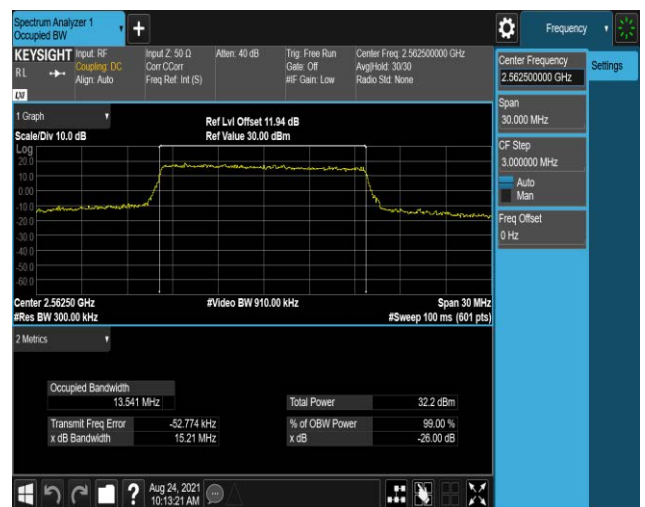 Spectrum Analyzer 1
Occupied BW
+
Frequency
KEYSIGHT
RL
LXI
Input: RF
Coupling: DC
Align: Auto
Input Z: 50 Ω
Corr CCorr
Freq Ref: Int (S)
Atten: 40 dB
Trig: Free Run
Gate: Off
#IF Gain: Low
Center Freq: 2.562500000 GHz
Avg|Hold: 30/30
Radio Std: None
Center Frequency
2.562500000 GHz
Settings
Span
30.000 MHz
CF Step
3.000000 MHz
Auto
Man
Freq Offset
0 Hz
1 Graph
Scale/Div 10.0 dB
Ref Lvl Offset 11.94 dB
Ref Value 30.00 dBm
Log
20.0
10.0
0.00
-10.0
-20.0
-30.0
-40.0
-50.0
-60.0
Center 2.56250 GHz
#Video BW 910.00 kHz
Span 30 MHz
#Res BW 300.00 kHz
#Sweep 100 ms (601 pts)
2 Metrics
Occupied Bandwidth
13.541 MHz
Total Power 32.2 dBm
Transmit Freq Error -52.774 kHz
% of OBW Power 99.00 %
x dB Bandwidth 15.21 MHz
x dB -26.00 dB
?
Aug 24, 2021
10:13:21 AM